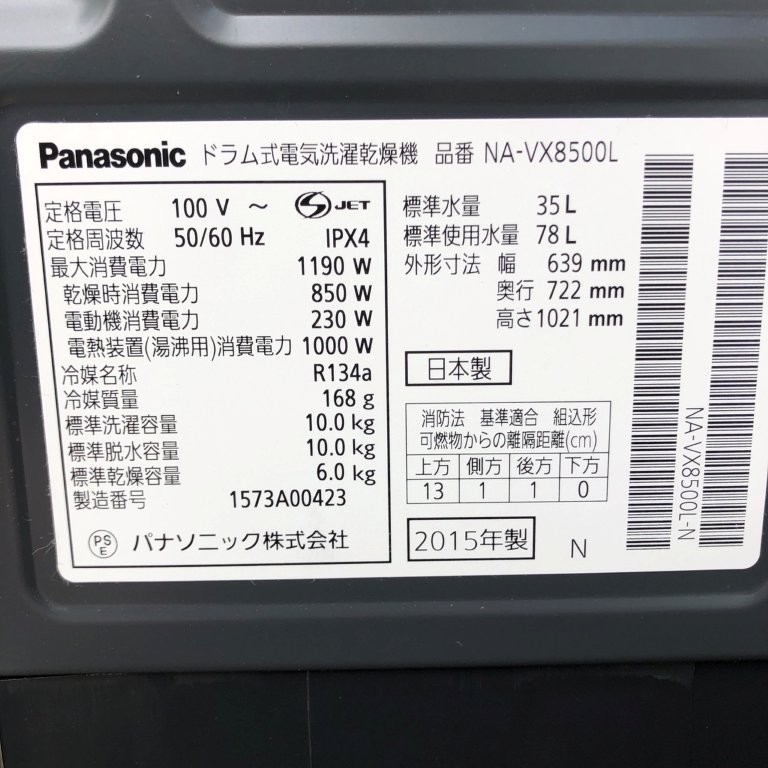 Panasonic ドラム式電気洗濯乾燥機 品番 NA-VX8500L
定格電圧 100 V ～ JET
定格周波数 50/60 Hz IPX4
最大消費電力 1190 W
乾燥時消費電力 850 W
電動機消費電力 230 W
電熱装置(湯沸用)消費電力 1000 W
冷媒名称 R134a
冷媒質量 168 g
標準洗濯容量 10.0 kg
標準脱水容量 10.0 kg
標準乾燥容量 6.0 kg
製造番号 1573A00423
PS E パナソニック株式会社
標準水量 35 L
標準使用水量 78 L
外形寸法 幅 639 mm
奥行 722 mm
高さ 1021 mm
日本製
消防法 基準適合 組込形
可燃物からの離隔距離(cm)
上方 側方 後方 下方
13 1 1 0
2015年製 N
NA-VX8500L-N